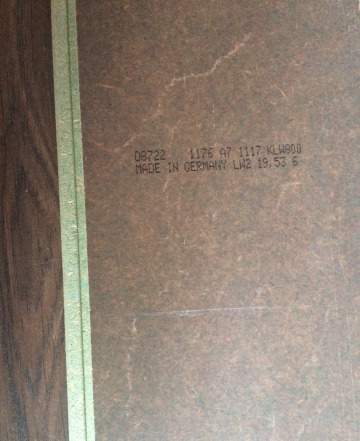 D8722 1176 A7 1117 KLW800
MADE IN GERMANY LW2 19,53 6